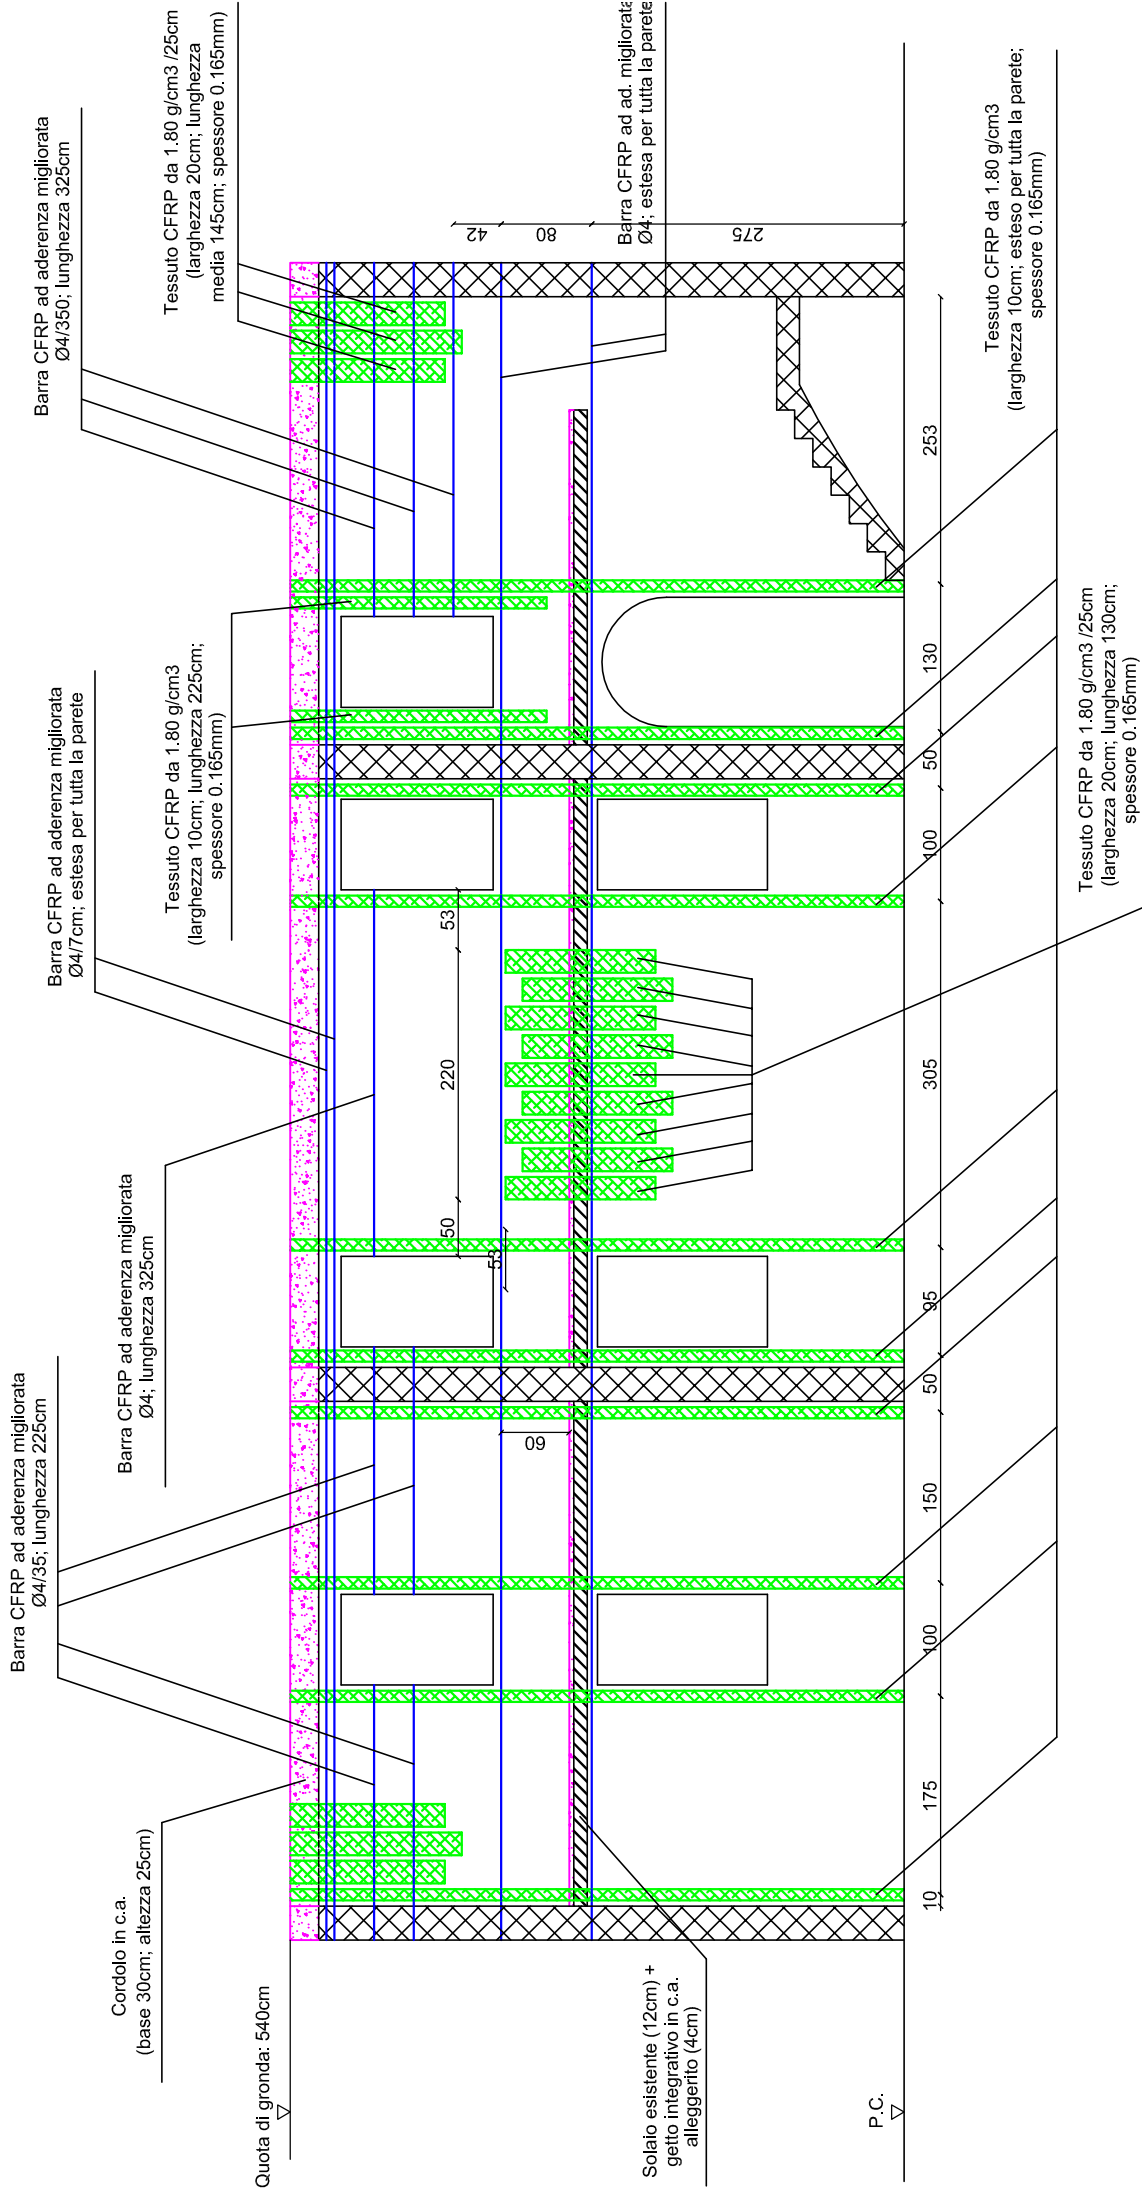 Barra CFRP ad aderenza migliorata
Ø4/35; lunghezza 225cm
Barra CFRP ad aderenza migliorata
Ø4/350; lunghezza 325cm
Barra CFRP ad aderenza migliorata
Ø4/7cm; estesa per tutta la parete
Cordolo in c.a.
(base 30cm; altezza 25cm)
Barra CFRP ad aderenza migliorata
Ø4; lunghezza 325cm
Tessuto CFRP da 1.80 g/cm3
(larghezza 10cm; lunghezza 225cm;
spessore 0.165mm)
Tessuto CFRP da 1.80 g/cm3 /25cm
(larghezza 20cm; lunghezza
media 145cm; spessore 0.165mm)
Quota di gronda: 540cm
50
220
53
42
53
80
60
Barra CFRP ad ad. migliorata
Ø4; estesa per tutta la parete
275
Solaio esistente (12cm) +
getto integrativo in c.a.
alleggerito (4cm)
P.C.
10
175
100
150
50
95
305
100
50
130
2553
Tessuto CFRP da 1.80 g/cm3
(larghezza 10cm; esteso per tutta la parete;
spessore 0.165mm)
Tessuto CFRP da 1.80 g/cm3 /25cm
(larghezza 20cm; lunghezza 130cm;
spessore 0.165mm)